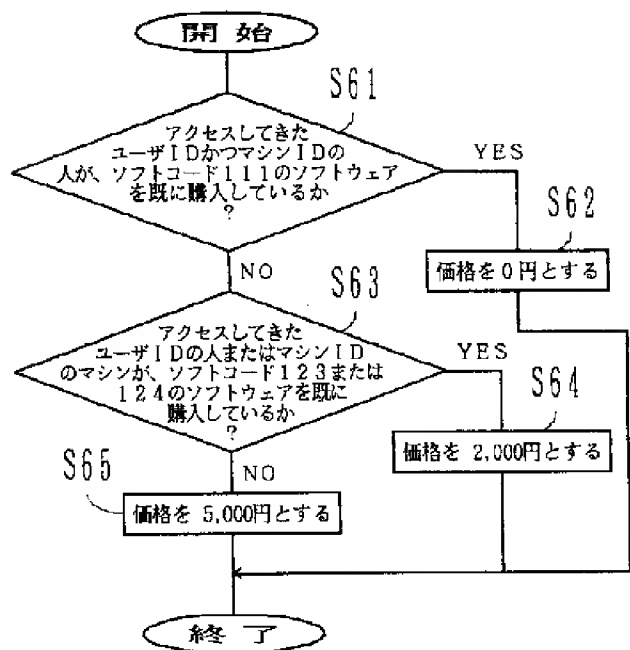 開始
S61
アクセスしてきた
ユーザIDかつマシンIDの
人が、ソフトコード111のソフトウェア
を既に購入しているか
?
YES
S62
価格を0円とする
NO
S63
アクセスしてきた
ユーザIDの人またはマシンID
のマシンが、ソフトコード123または
124のソフトウェアを既に
購入しているか
?
YES
S64
価格を 2,000円とする
S65
NO
価格を 5,000円とする
終了